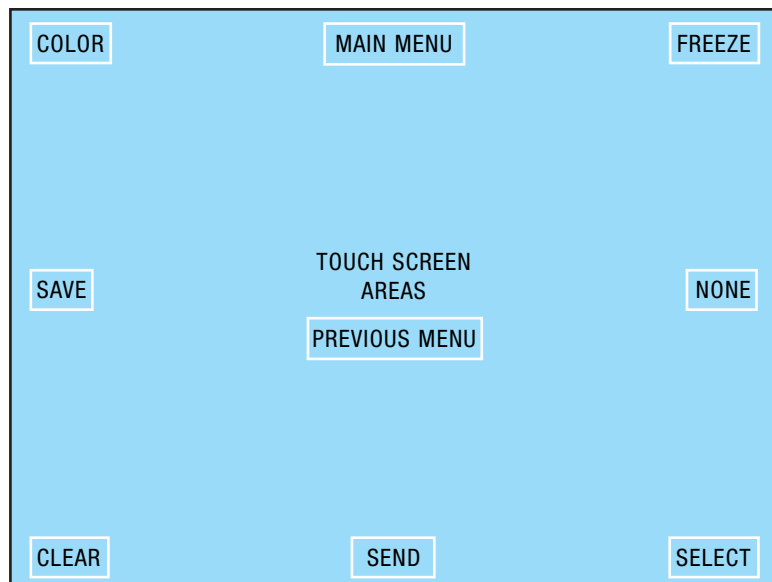 COLOR
MAIN MENU
FREEZE
TOUCH SCREEN
AREAS
SAVE
NONE
PREVIOUS MENU
CLEAR
SEND
SELECT